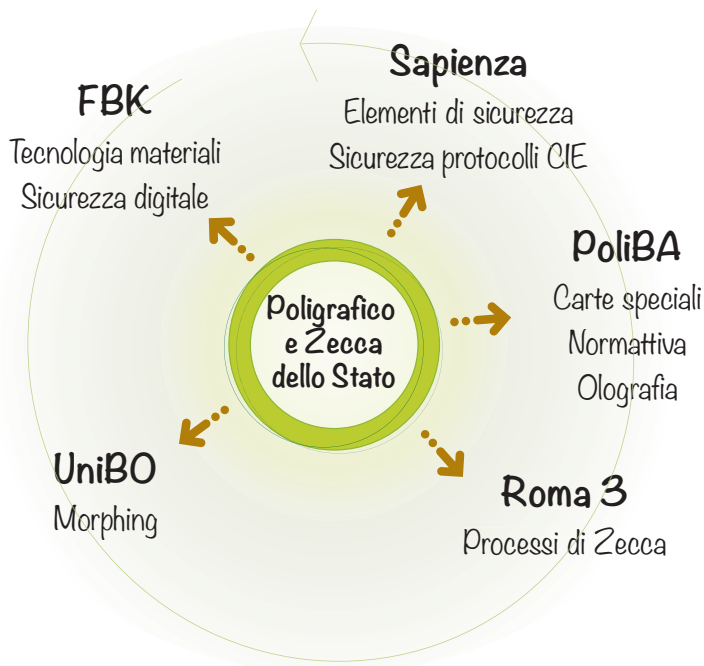 Sapienza
Elementi di sicurezza
Sicurezza protocolli CIE
FBK
Tecnologia materiali
Sicurezza digitale
PoliBA
Carte speciali
Normattiva
Olografia
Poligrafico
e Zecca
dello Stato
UniBO
Morphing
Roma 3
Processi di Zecca